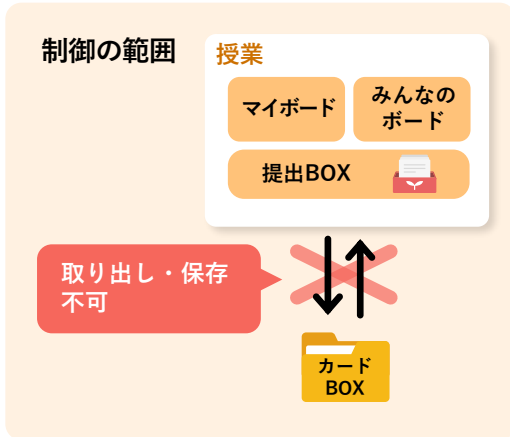 制御の範囲
授業
マイボード
みんなの
ボード
提出BOX
取り出し・保存
不可
カード
BOX